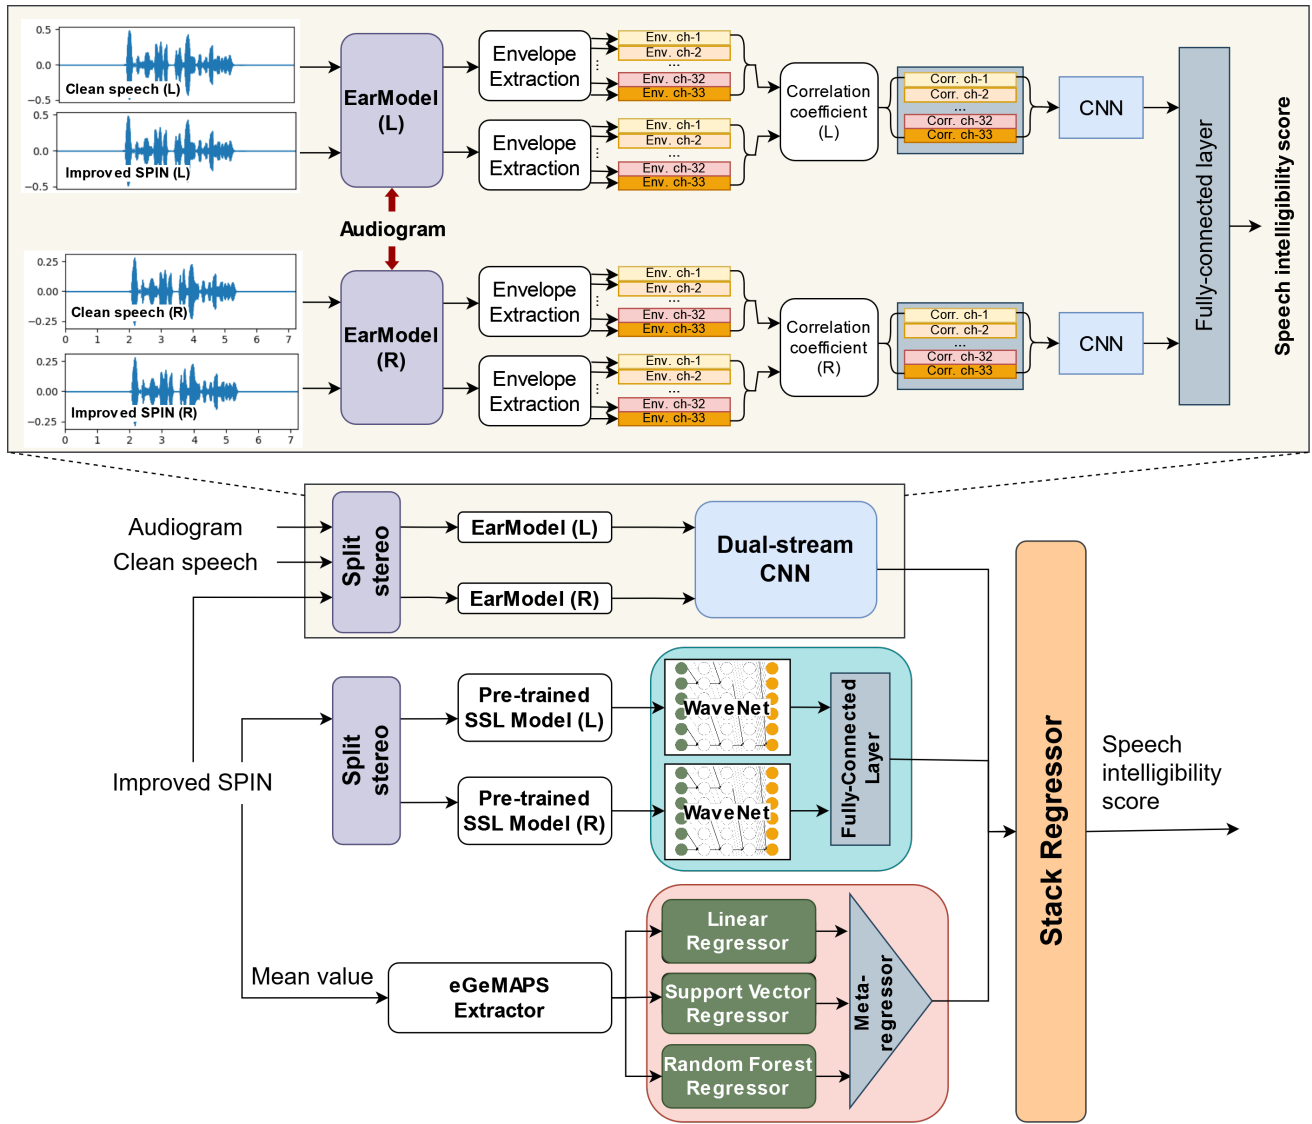 0.5
0.0
−0.5
Clean speech (L)
0.5
0.0
−0.5
Improved SPIN (L)
EarModel
(L)
Audiogram
Envelope
Extraction
Env. ch-1
Env. ch-2
...
Env. ch-32
Env. ch-33
Envelope
Extraction
Env. ch-1
Env. ch-2
...
Env. ch-32
Env. ch-33
Correlation
coefficient
(L)
Corr. ch-1
Corr. ch-2
...
Corr. ch-32
Corr. ch-33
CNN
0.25
0.00
−0.25
Clean speech (R)
0 1 2 3 4 5 6 7
0.25
0.00
−0.25
Improved SPIN (R)
0 1 2 3 4 5 6 7
EarModel
(R)
Envelope
Extraction
Env. ch-1
Env. ch-2
...
Env. ch-32
Env. ch-33
Envelope
Extraction
Env. ch-1
Env. ch-2
...
Env. ch-32
Env. ch-33
Correlation
coefficient
(R)
Corr. ch-1
Corr. ch-2
...
Corr. ch-32
Corr. ch-33
CNN
Fully-connected layer
Speech intelligibility score
Audiogram
Clean speech
Split
stereo
EarModel (L)
EarModel (R)
Dual-stream
CNN
Improved SPIN
Split
stereo
Pre-trained
SSL Model (L)
Pre-trained
SSL Model (R)
WaveNet
WaveNet
Fully-Connected
Layer
Mean value
eGeMAPS
Extractor
Linear
Regressor
Support Vector
Regressor
Random Forest
Regressor
Meta-
regressor
Stack Regressor
Speech
intelligibility
score